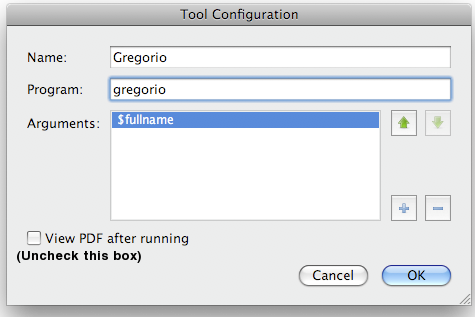 Tool Configuration
Name: Gregorio
Program: gregorio
Arguments: $fullname
View PDF after running
(Uncheck this box)
Cancel OK